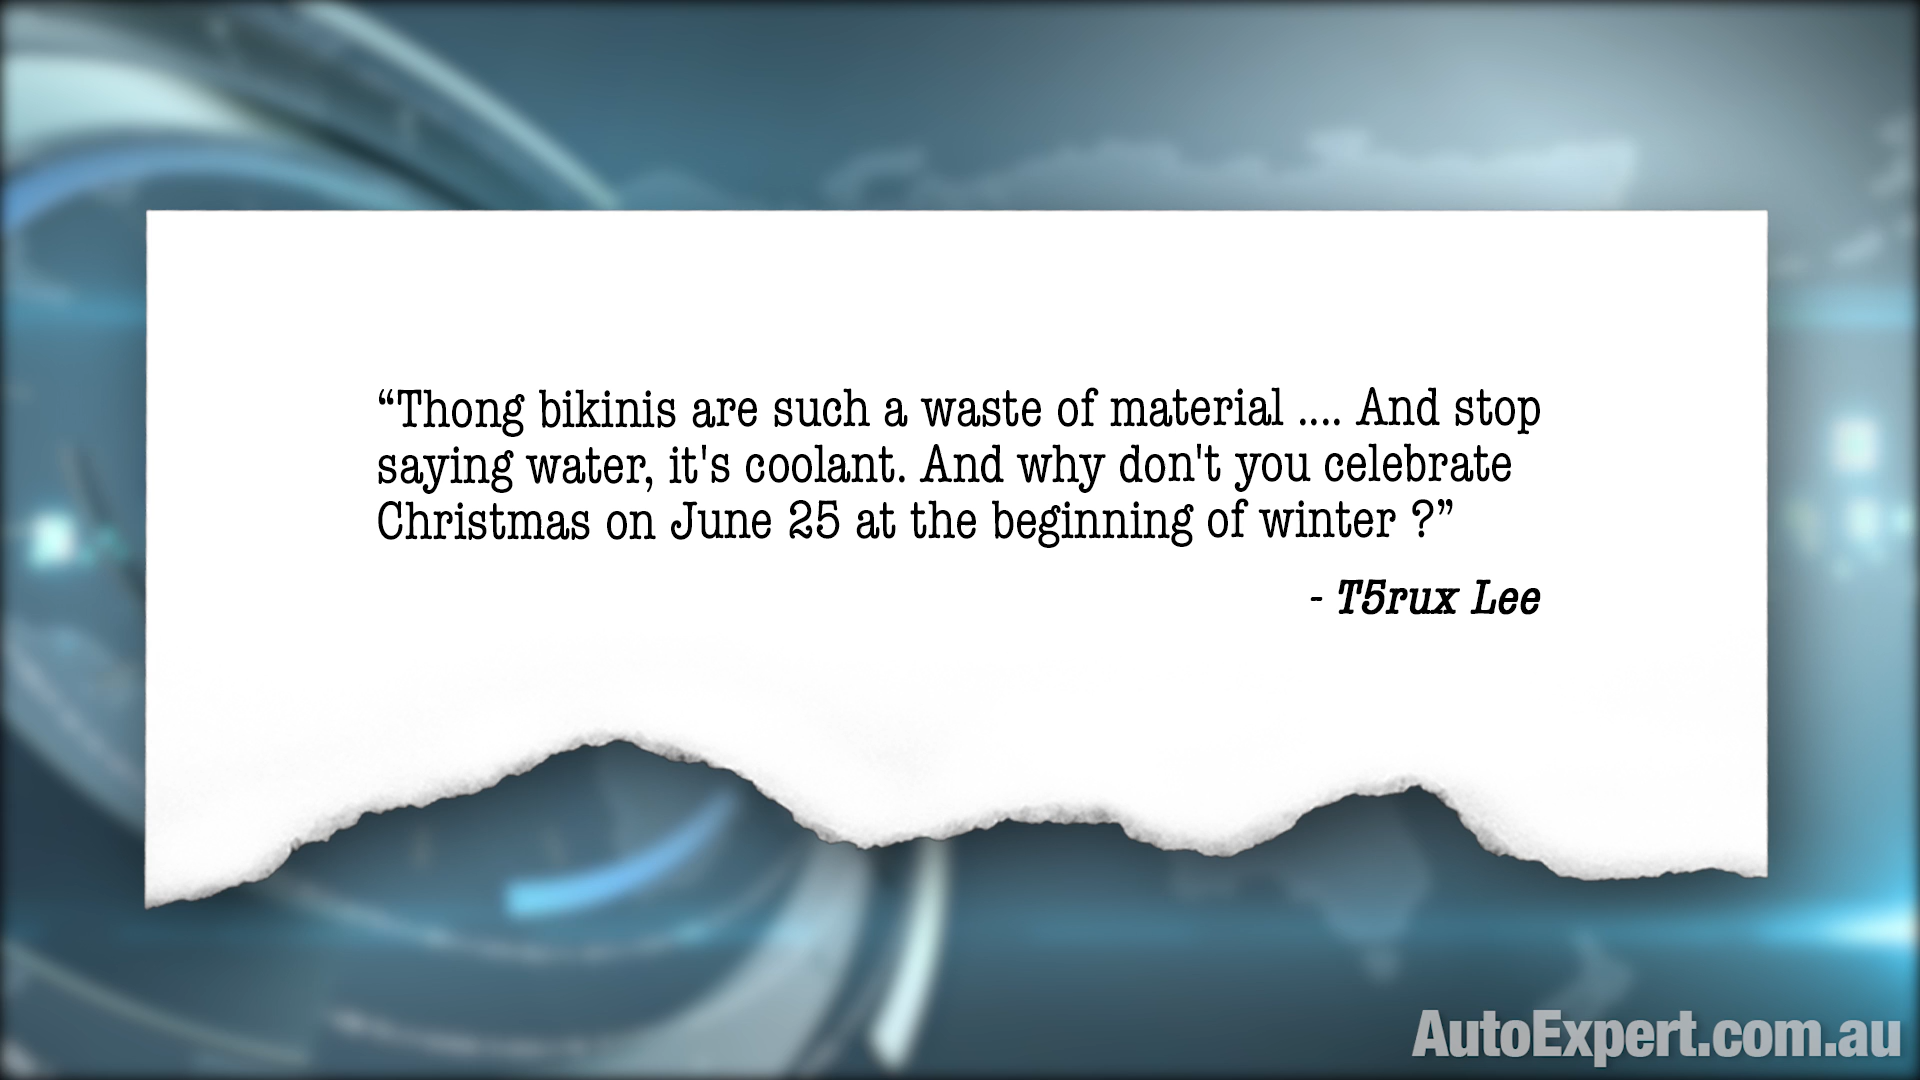 “Thong bikinis are such a waste of material .... And stop
saying water, it's coolant. And why don't you celebrate
Christmas on June 25 at the beginning of winter ?”
- T5rux Lee
AutoExpert.com.au